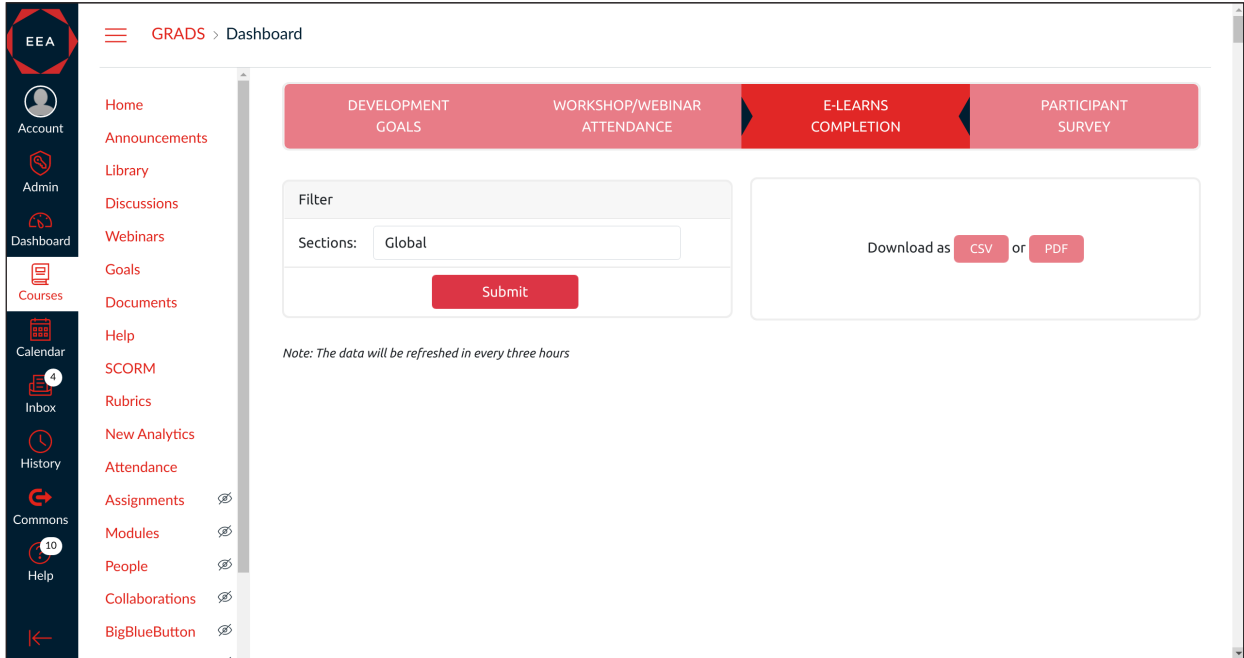 EEA
Account
Admin
Dashboard
Courses
Calendar
4
Inbox
History
Commons
10
Help
GRADS > Dashboard
Home
Announcements
Library
Discussions
Webinars
Goals
Documents
Help
SCORM
Rubrics
New Analytics
Attendance
Assignments
Modules
People
Collaborations
BigBlueButton
DEVELOPMENT
GOALS
WORKSHOP/WEBINAR
ATTENDANCE
E-LEARNS
COMPLETION
PARTICIPANT
SURVEY
Filter
Sections: Global
Submit
Download as CSV or PDF
Note: The data will be refreshed in every three hours